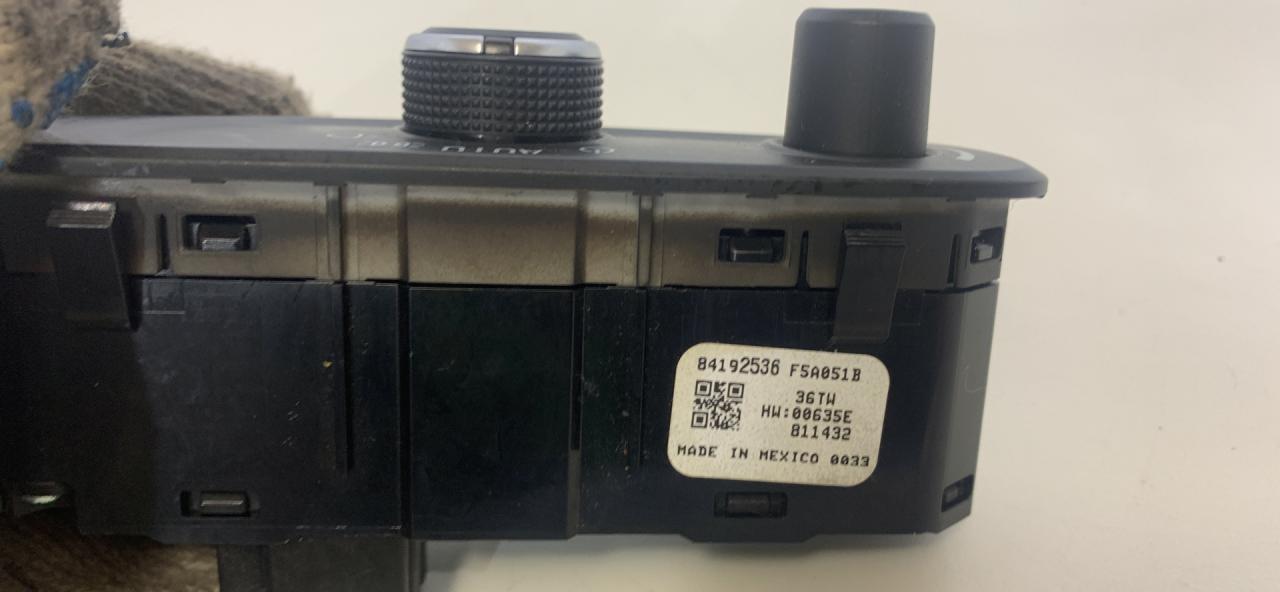 AUTO
84192536 F5A051B
36TW
HW:00635E
811432
MADE IN MEXICO 0033